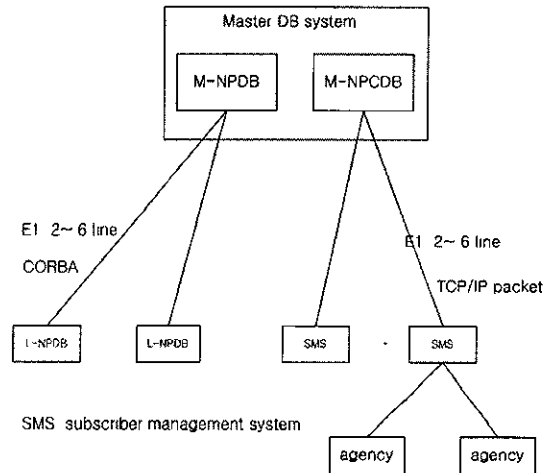 Master DB system
M-NPDB
M-NPCDB
E1 2~ 6 line
E1 2~ 6 line
CORBA
TCP/IP packet
L-NPDB
L-NPDB
SMS
SMS
SMS subscriber management system
agency
agency